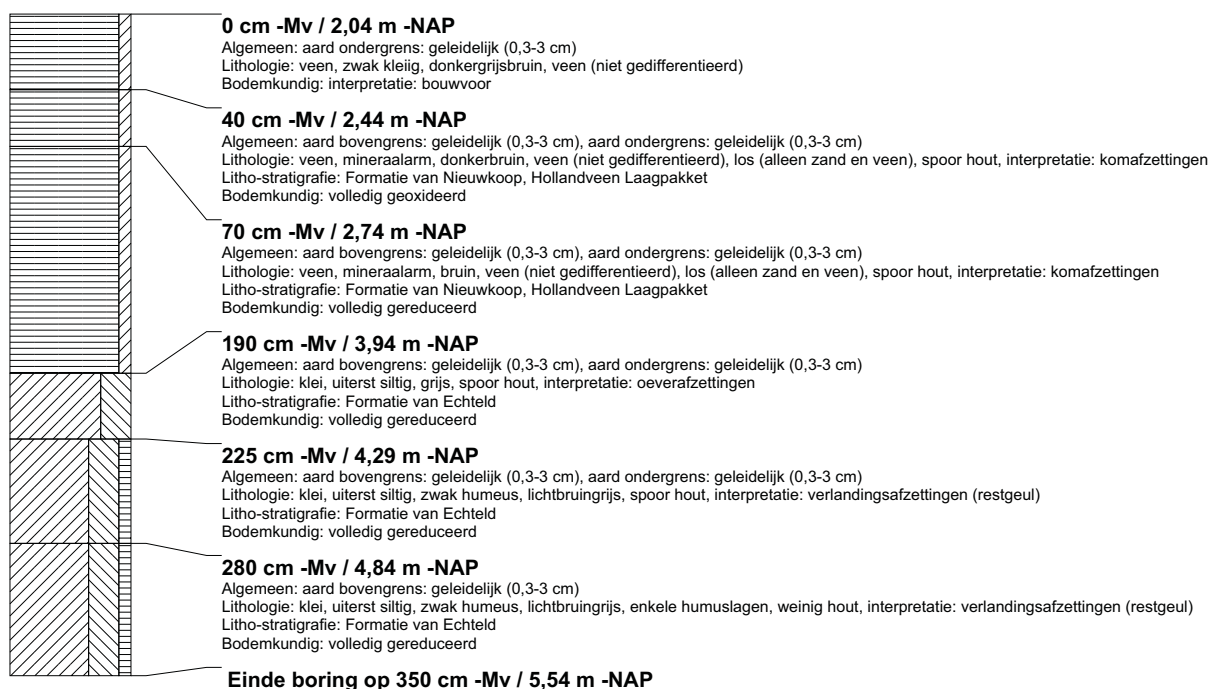 0 cm -Mv / 2,04 m -NAP
Algemeen: aard ondergrens: geleidelijk (0,3-3 cm)
Lithologie: veen, zwak kleiig, donkergrijsbruin, veen (niet gedifferentieerd)
Bodemkundig: interpretatie: bouwvoor
40 cm -Mv / 2,44 m -NAP
Algemeen: aard bovengrens: geleidelijk (0,3-3 cm), aard ondergrens: geleidelijk (0,3-3 cm)
Lithologie: veen, mineraalarm, donkerbruin, veen (niet gedifferentieerd), los (alleen zand en veen), spoor hout, interpretatie: komafzettingen
Litho-stratigrafie: Formatie van Nieuwkoop, Hollandveen Laagpakket
Bodemkundig: volledig geoxideerd
70 cm -Mv / 2,74 m -NAP
Algemeen: aard bovengrens: geleidelijk (0,3-3 cm), aard ondergrens: geleidelijk (0,3-3 cm)
Lithologie: veen, mineraalarm, bruin, veen (niet gedifferentieerd), los (alleen zand en veen), spoor hout, interpretatie: komafzettingen
Litho-stratigrafie: Formatie van Nieuwkoop, Hollandveen Laagpakket
Bodemkundig: volledig gereduceerd
190 cm -Mv / 3,94 m -NAP
Algemeen: aard bovengrens: geleidelijk (0,3-3 cm), aard ondergrens: geleidelijk (0,3-3 cm)
Lithologie: klei, uiterst siltig, grijs, spoor hout, interpretatie: oeverafzettingen
Litho-stratigrafie: Formatie van Echteld
Bodemkundig: volledig gereduceerd
225 cm -Mv / 4,29 m -NAP
Algemeen: aard bovengrens: geleidelijk (0,3-3 cm), aard ondergrens: geleidelijk (0,3-3 cm)
Lithologie: klei, uiterst siltig, zwak humeus, lichtbruingrijs, spoor hout, interpretatie: verlandingsafzettingen (restgeul)
Litho-stratigrafie: Formatie van Echteld
Bodemkundig: volledig gereduceerd
280 cm -Mv / 4,84 m -NAP
Algemeen: aard bovengrens: geleidelijk (0,3-3 cm)
Lithologie: klei, uiterst siltig, zwak humeus, lichtbruingrijs, enkele humuslagen, weinig hout, interpretatie: verlandingsafzettingen (restgeul)
Litho-stratigrafie: Formatie van Echteld
Bodemkundig: volledig gereduceerd
Einde boring op 350 cm -Mv / 5,54 m -NAP